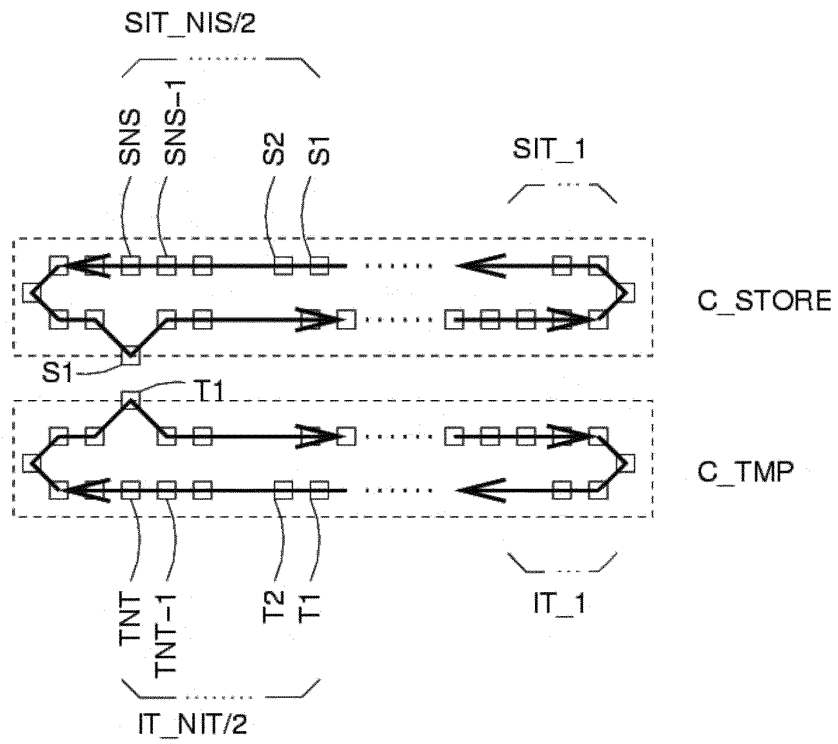 SIT_NIS/2
SNS
SNS-1
S2
S1
SIT_1
C_STORE
S1
T1
C_TMP
TNT
TNT-1
T2
T1
IT_1
IT_NIT/2